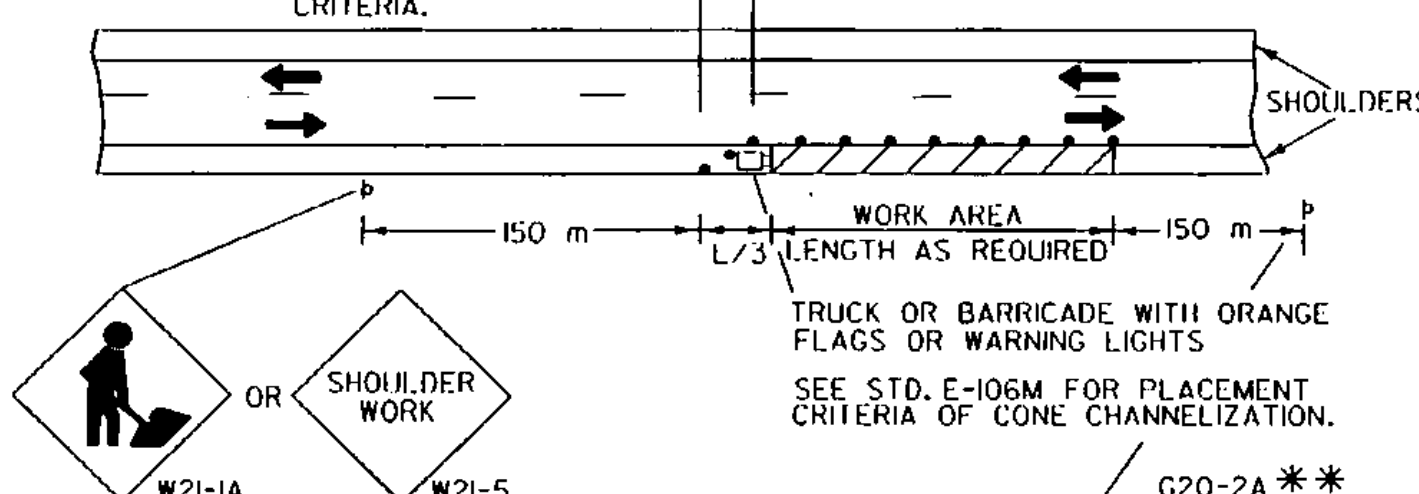 CRITERIA.
SHOULDERS
150 m
L/3
WORK AREA
LENGTH AS REQUIRED
150 m
TRUCK OR BARRICADE WITH ORANGE
FLAGS OR WARNING LIGHTS
SEE STD. E-106M FOR PLACEMENT
CRITERIA OF CONE CHANNELIZATION.
OR
SHOULDER
WORK
W21-1A
W21-5
G20-2A **